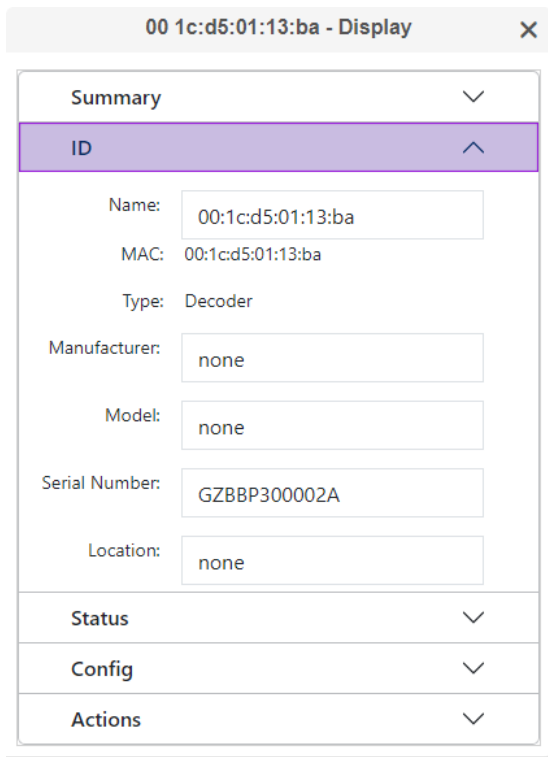 00 1c:d5:01:13:ba - Display
Summary
ID
Name: 00:1c:d5:01:13:ba
MAC: 00:1c:d5:01:13:ba
Type: Decoder
Manufacturer: none
Model: none
Serial Number: GZBBP300002A
Location: none
Status
Config
Actions